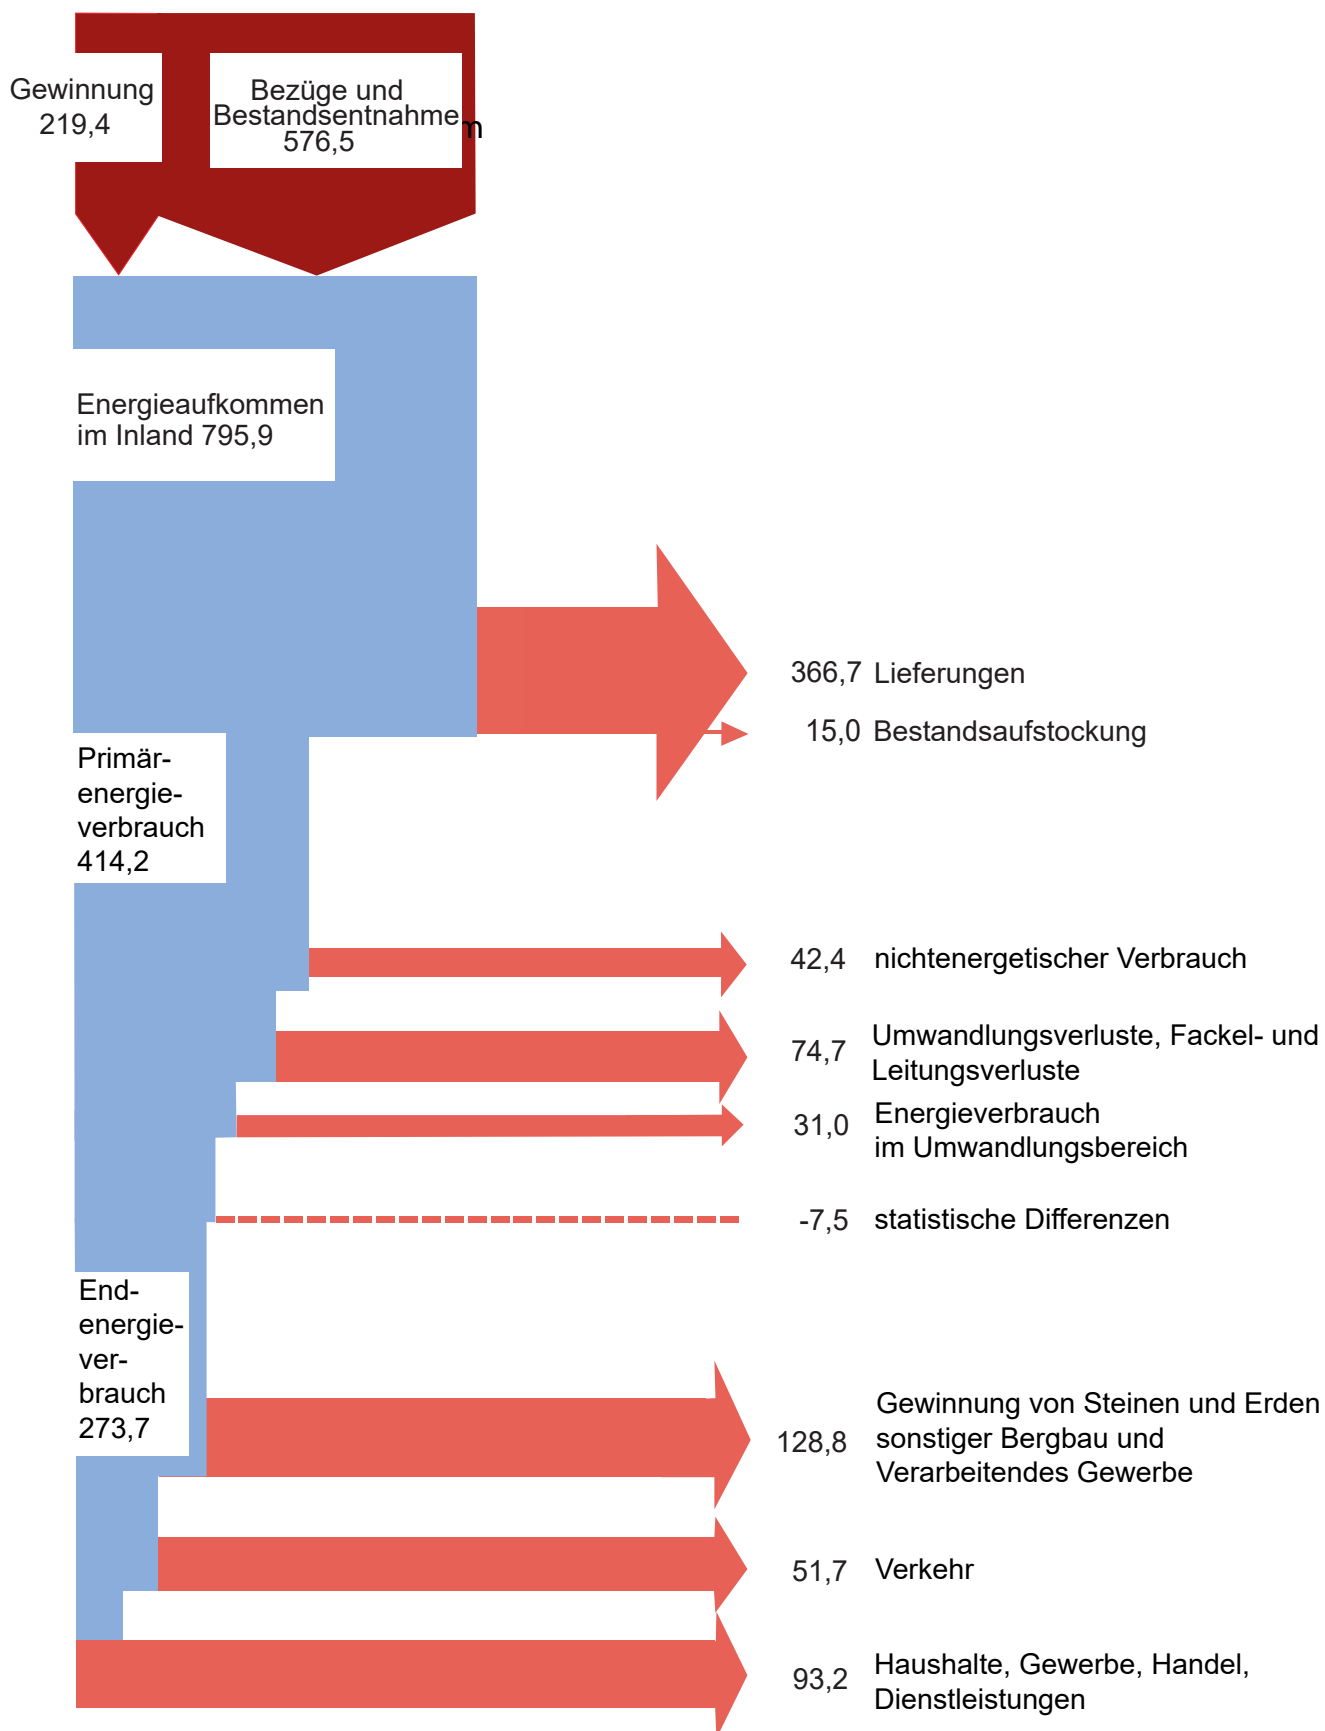 Gewinnung
219,4
Bezüge und
Bestandsentnahmem
576,5
Energieaufkommen
im Inland 795,9
366,7 Lieferungen
15,0 Bestandsaufstockung
Primär-
energie-
verbrauch
414,2
42,4 nichtenergetischer Verbrauch
74,7 Umwandlungsverluste, Fackel- und
Leitungsverluste
31,0 Energieverbrauch
im Umwandlungsbereich
-7,5 statistische Differenzen
End-
energie-
ver-
brauch
273,7
128,8 Gewinnung von Steinen und Erden
sonstiger Bergbau und
Verarbeitendes Gewerbe
51,7 Verkehr
93,2 Haushalte, Gewerbe, Handel,
Dienstleistungen